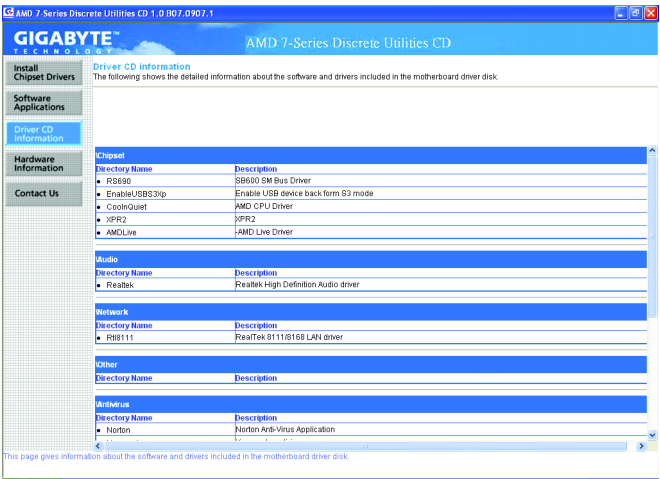 AMD 7-Series Discrete Utilities CD 1.0 B07.0907.1
GIGABYTE™
TECHNOLOGY
AMD 7-Series Discrete Utilities CD
Install
Chipset Drivers
Software
Applications
Driver CD
Information
Hardware
Information
Contact Us
Driver CD information
The following shows the detailed information about the software and drivers included in the motherboard driver disk.
\Chipset
Directory Name Description
• RS690 SB600 SM Bus Driver
• EnableUSBS3Xp Enable USB device back form S3 mode
• CoolnQuiet AMD CPU Driver
• XPR2 XPR2
• AMDLive -AMD Live Driver
\Audio
Directory Name Description
• Realtek Realtek High Definition Audio driver
\Network
Directory Name Description
• Rtl8111 RealTek 8111/8168 LAN driver
\Other
Directory Name Description
\Antivirus
Directory Name Description
• Norton Norton Anti-Virus Application
This page gives information about the software and drivers included in the motherboard driver disk.